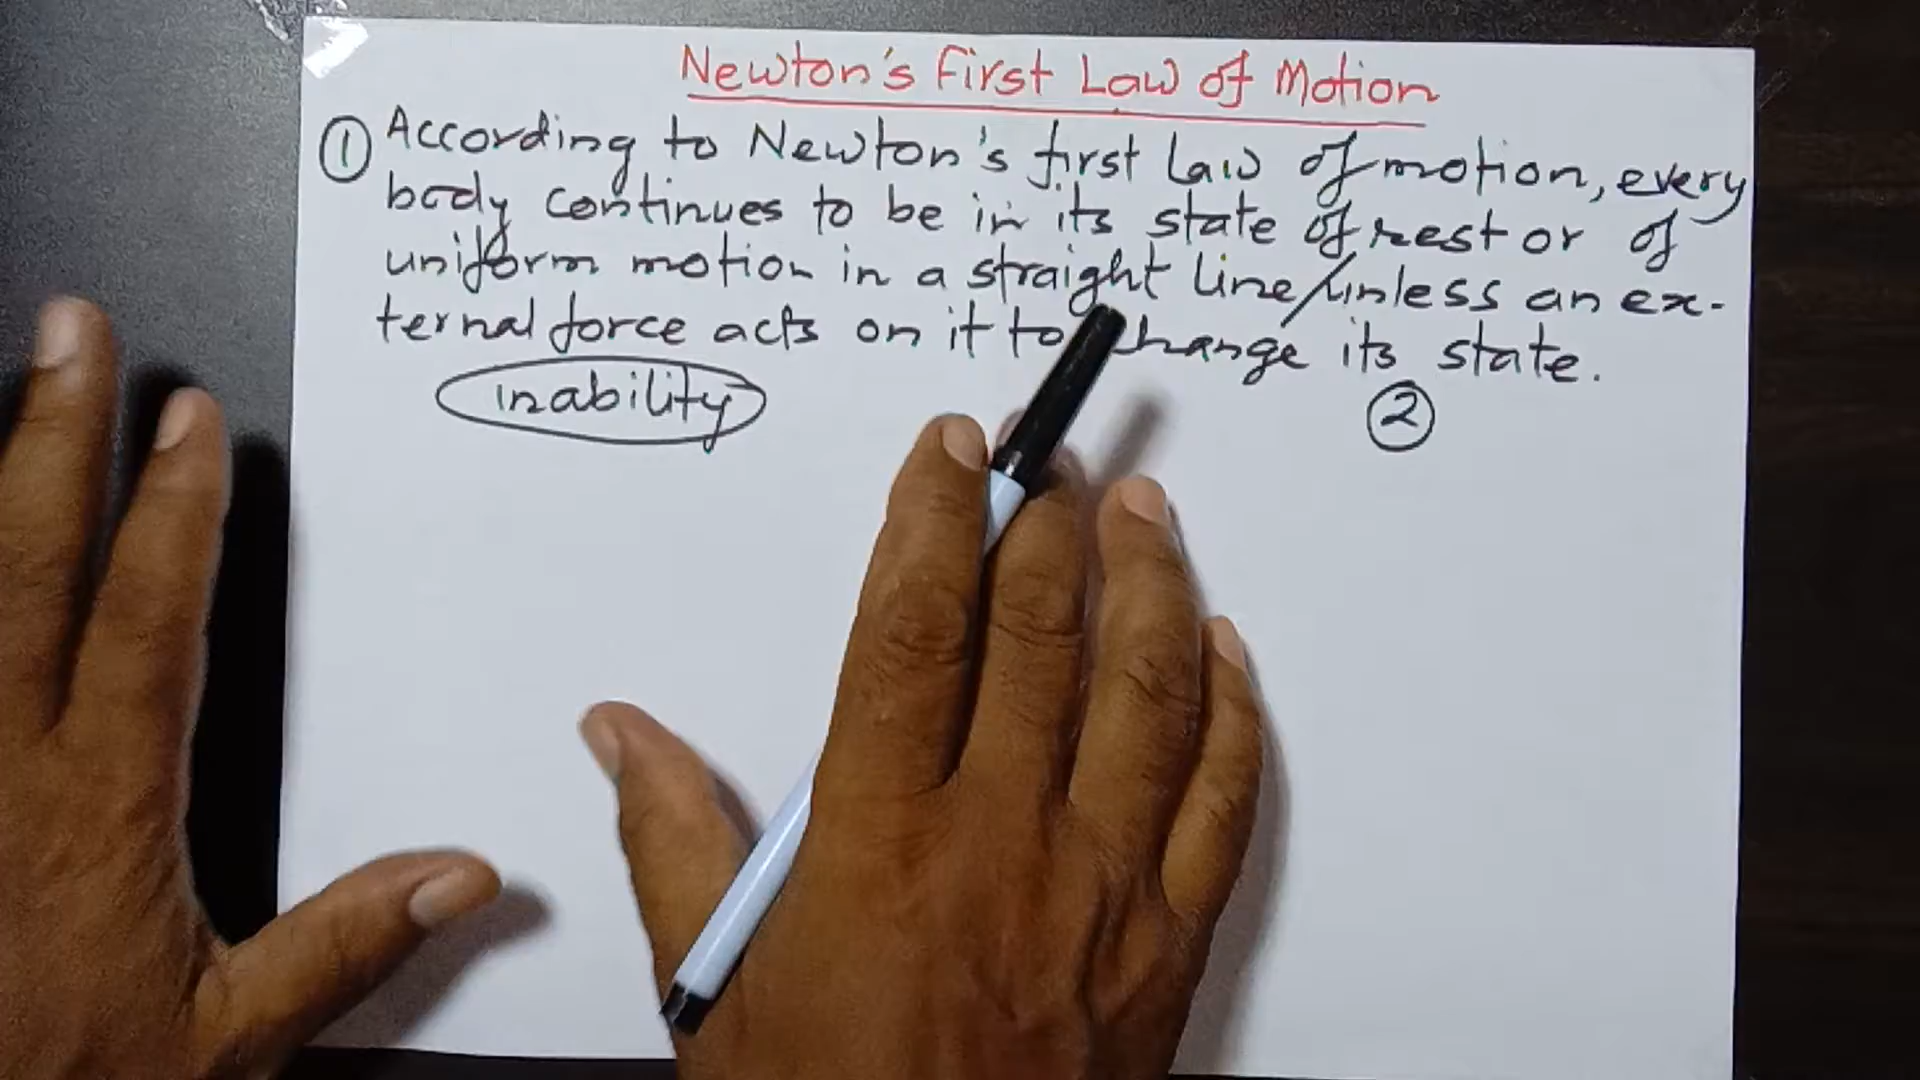 Newton's First Law of Motion
① According to Newton's first law of motion, every
body continues to be in its state of rest or of
uniform motion in a straight line/unless an ex-
ternal force acts on it to change its state.
inability
②